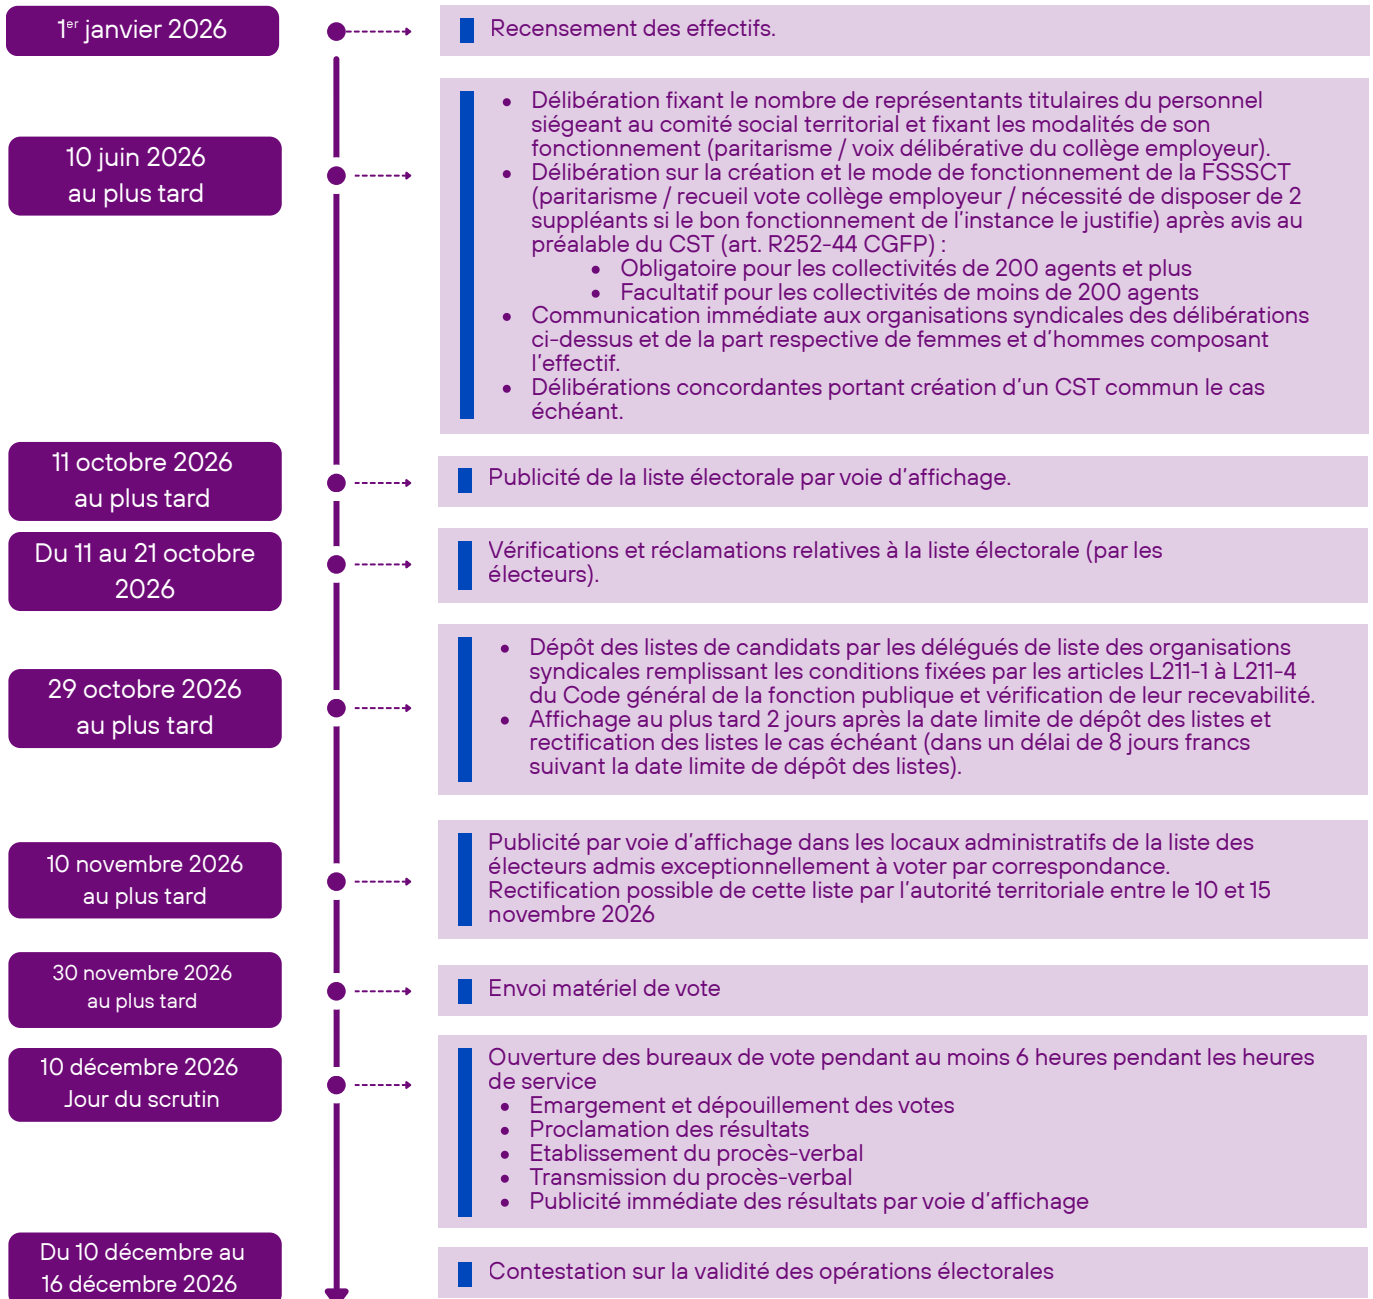 1er janvier 2026
Recensement des effectifs.
10 juin 2026
au plus tard
• Délibération fixant le nombre de représentants titulaires du personnel
siégeant au comité social territorial et fixant les modalités de son
fonctionnement (paritarisme / voix délibérative du collège employeur).
• Délibération sur la création et le mode de fonctionnement de la FSSSCT
(paritarisme / recueil vote collège employeur / nécessité de disposer de 2
suppléants si le bon fonctionnement de l'instance le justifie) après avis au
préalable du CST (art. R252-44 CGFP) :
• Obligatoire pour les collectivités de 200 agents et plus
• Facultatif pour les collectivités de moins de 200 agents
• Communication immédiate aux organisations syndicales des délibérations
ci-dessus et de la part respective de femmes et d'hommes composant
l'effectif.
• Délibérations concordantes portant création d'un CST commun le cas
échéant.
11 octobre 2026
au plus tard
Publicité de la liste électorale par voie d'affichage.
Du 11 au 21 octobre
2026
Vérifications et réclamations relatives à la liste électorale (par les
électeurs).
29 octobre 2026
au plus tard
• Dépôt des listes de candidats par les délégués de liste des organisations
syndicales remplissant les conditions fixées par les articles L211-1 à L211-4
du Code général de la fonction publique et vérification de leur recevabilité.
• Affichage au plus tard 2 jours après la date limite de dépôt des listes et
rectification des listes le cas échéant (dans un délai de 8 jours francs
suivant la date limite de dépôt des listes).
10 novembre 2026
au plus tard
Publicité par voie d'affichage dans les locaux administratifs de la liste des
électeurs admis exceptionnellement à voter par correspondance.
Rectification possible de cette liste par l'autorité territoriale entre le 10 et 15
novembre 2026
30 novembre 2026
au plus tard
Envoi matériel de vote
10 décembre 2026
Jour du scrutin
Ouverture des bureaux de vote pendant au moins 6 heures pendant les heures
de service
• Emargement et dépouillement des votes
• Proclamation des résultats
• Etablissement du procès-verbal
• Transmission du procès-verbal
• Publicité immédiate des résultats par voie d'affichage
Du 10 décembre au
16 décembre 2026
Contestation sur la validité des opérations électorales